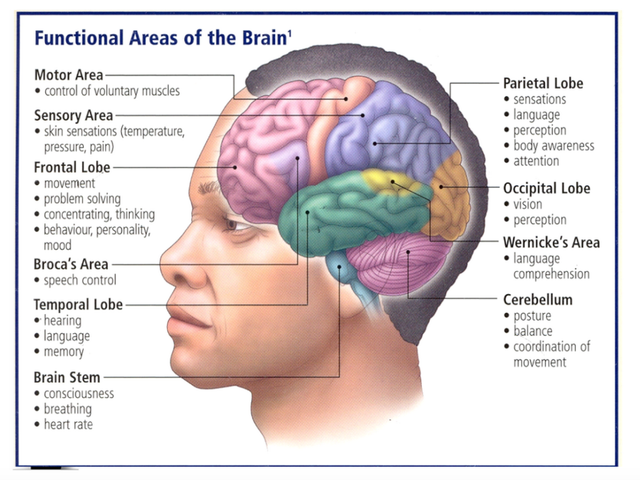 Functional Areas of the Brain¹
Motor Area
• control of voluntary muscles
Sensory Area
• skin sensations (temperature,
pressure, pain)
Frontal Lobe
• movement
• problem solving
• concentrating, thinking
• behaviour, personality,
mood
Broca's Area
• speech control
Temporal Lobe
• hearing
• language
• memory
Brain Stem
• consciousness
• breathing
• heart rate
Parietal Lobe
• sensations
• language
• perception
• body awareness
• attention
Occipital Lobe
• vision
• perception
Wernicke's Area
• language
comprehension
Cerebellum
• posture
• balance
• coordination of
movement